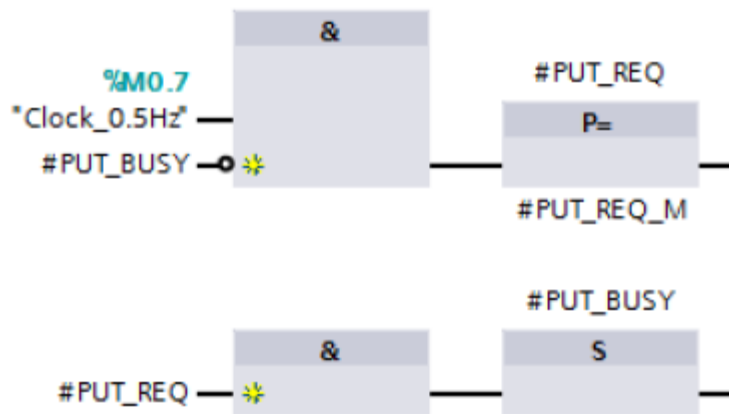 &
%M0.7
"Clock_0.5Hz"
#PUT_BUSY
#PUT_REQ
P=
#PUT_REQ_M
#PUT_BUSY
&
S
#PUT_REQ